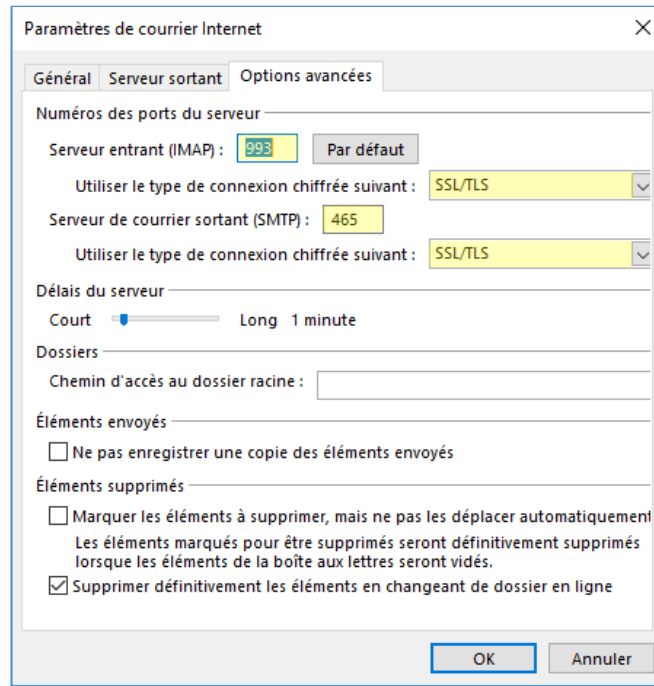 Paramètres de courrier Internet
Général Serveur sortant Options avancées
Numéros des ports du serveur
Serveur entrant (IMAP) : 993 Par défaut
Utiliser le type de connexion chiffrée suivant : SSL/TLS
Serveur de courrier sortant (SMTP) : 465
Utiliser le type de connexion chiffrée suivant : SSL/TLS
Délais du serveur
Court Long 1 minute
Dossiers
Chemin d'accès au dossier racine :
Éléments envoyés
Ne pas enregistrer une copie des éléments envoyés
Éléments supprimés
Marquer les éléments à supprimer, mais ne pas les déplacer automatiquement
Les éléments marqués pour être supprimés seront définitivement supprimés
lorsque les éléments de la boîte aux lettres seront vidés.
Supprimer définitivement les éléments en changeant de dossier en ligne
OK Annuler